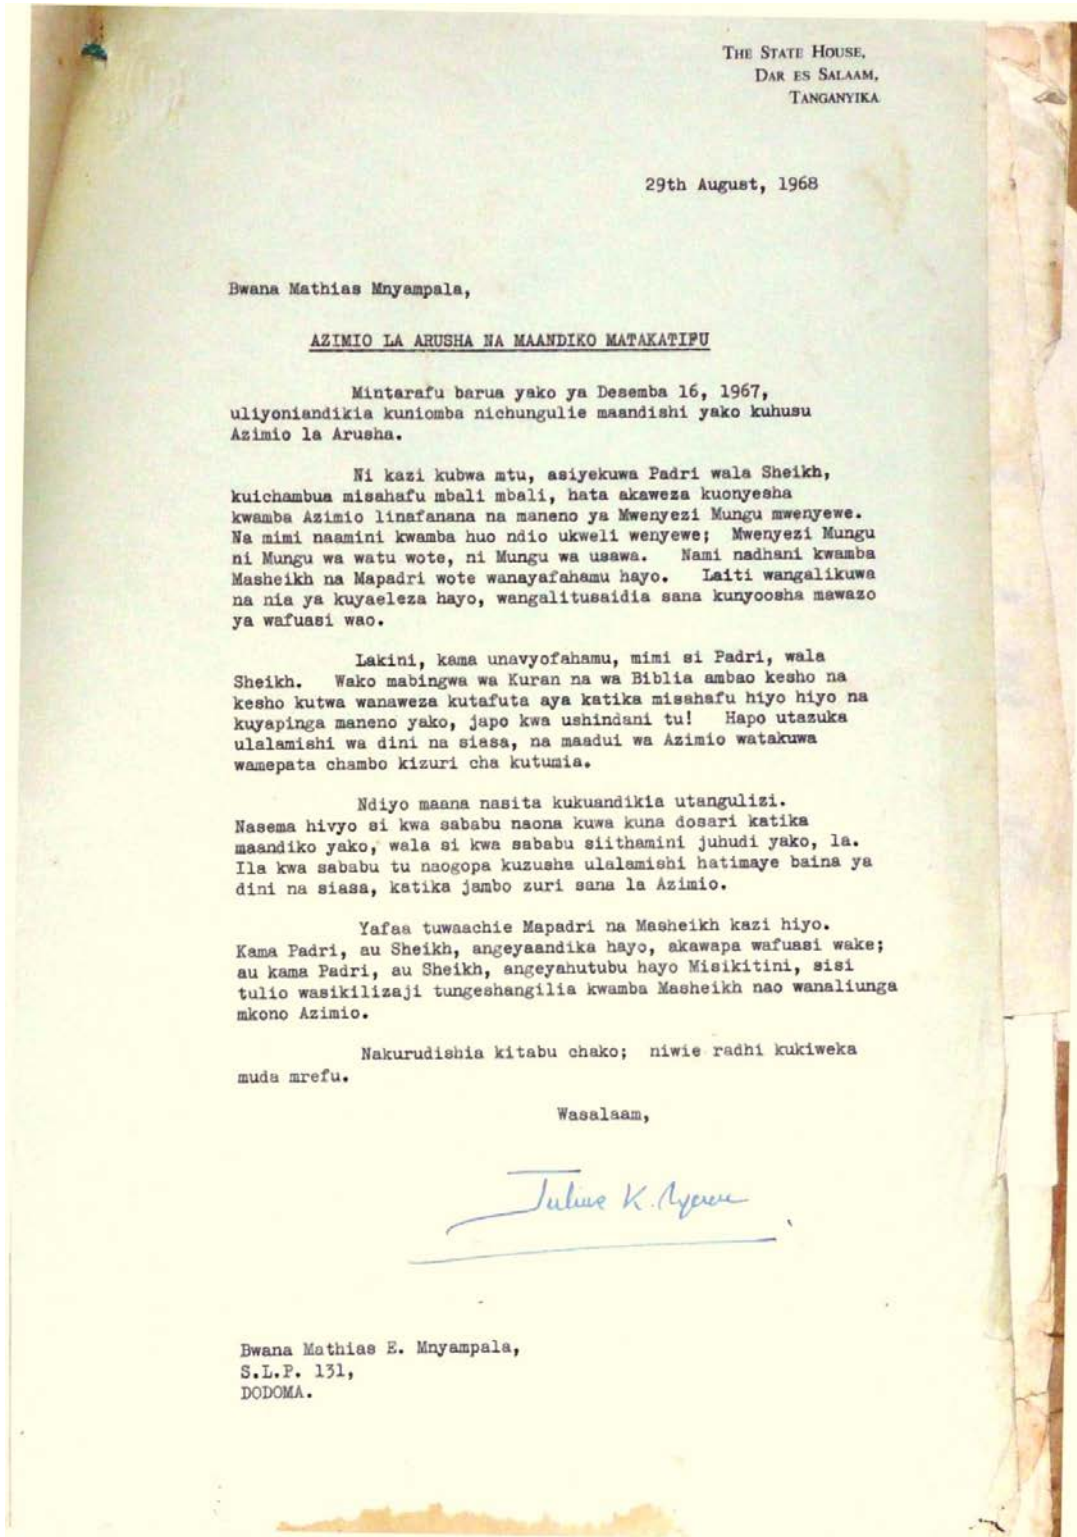 THE STATE HOUSE,
DAR ES SALAAM,
TANGANYIKA
29th August, 1968
Bwana Mathias Mnyampala,
AZIMIO LA ARUSHA NA MAANDIKO MATAKATIFU
Mintarafu barua yako ya Desemba 16, 1967,
uliyoniandikia kuniomba nichungulie maandishi yako kuhusu
Azimio la Arusha.
Ni kazi kubwa mtu, asiyekuwa Padri wala Sheikh,
kuichambua misahafu mbali mbali, hata akaweza kuonyesha
kwamba Azimio linafanana na maneno ya Mwenyezi Mungu mwenyewe.
Na mimi naamini kwamba huo ndio ukweli wenyewe; Mwenyezi Mungu
ni Mungu wa watu wote, ni Mungu wa usawa. Nami nadhani kwamba
Masheikh na Mapadri wote wanayafahamu hayo. Laiti wangalikuwa
na nia ya kuyaeleza hayo, wangalitusaidia sana kunyoosha mawazo
ya wafuasi wao.
Lakini, kama unavyofahamu, mimi si Padri, wala
Sheikh. Wako mabingwa wa Kuran na wa Biblia ambao kesho na
kesho kutwa wanaweza kutafuta aya katika misahafu hiyo hiyo na
kuyapinga maneno yako, japo kwa ushindani tu! Hapo utazuka
ulalamishi wa dini na siasa, na maadui wa Azimio watakuwa
wamepata chambo kizuri cha kutumia.
Ndiyo maana nasita kukuandikia utangulizi.
Nasema hivyo si kwa sababu naona kuwa kuna dosari katika
maandiko yako, wala si kwa sababu siithamini juhudi yako, la.
Ila kwa sababu tu naogopa kuzusha ulalamishi hatimaye baina ya
dini na siasa, katika jambo zuri sana la Azimio.
Yafaa tuwaachie Mapadri na Masheikh kazi hiyo.
Kama Padri, au Sheikh, angeyaandika hayo, akawapa wafuasi wake;
au kama Padri, au Sheikh, angeyahutubu hayo Misikitini, sisi
tulio wasikilizaji tungeshangilia kwamba Masheikh nao wanaliunga
mkono Azimio.
Nakurudishia kitabu chako; niwie radhi kukiweka
muda mrefu.
Wasalaam,
Julius K. Nyerere
Bwana Mathias E. Mnyampala,
S.L.P. 131,
DODOMA.